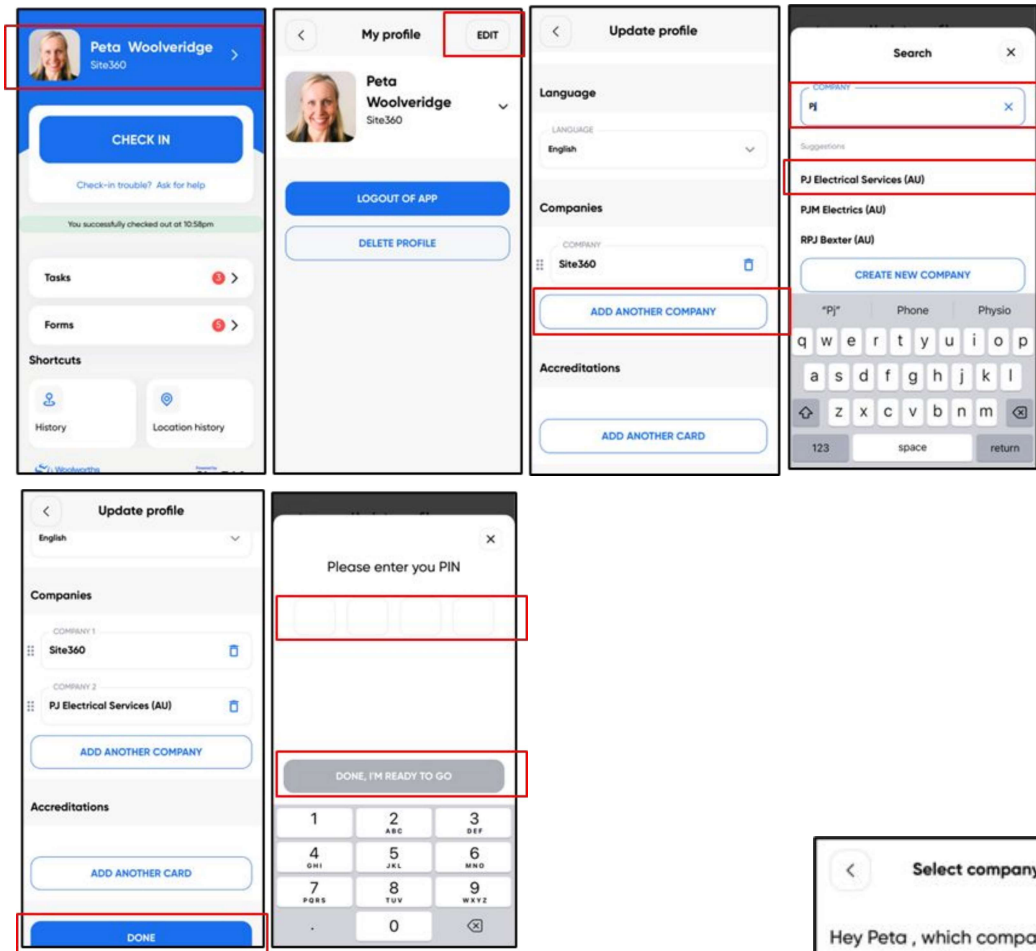 Peta Woolveridge
Site360
CHECK IN
Check-in trouble? Ask for help
You successfully checked out at 10:58pm
Tasks 3
Forms 5
Shortcuts
History Location history
Woolworths
My profile EDIT
Peta
Woolveridge
Site360
LOGOUT OF APP
DELETE PROFILE
Update profile
Language
LANGUAGE
English
Companies
COMPANY
Site360
ADD ANOTHER COMPANY
Accreditations
ADD ANOTHER CARD
Search
COMPANY
Pj
Suggestions
PJ Electrical Services (AU)
PJM Electrics (AU)
RPJ Bexter (AU)
CREATE NEW COMPANY
"Pj" Phone Physio
q w e r t y u i o p
a s d f g h j k l
z x c v b n m
123 space return
Update profile
English
Companies
COMPANY 1
Site360
COMPANY 2
PJ Electrical Services (AU)
ADD ANOTHER COMPANY
Accreditations
ADD ANOTHER CARD
DONE
Please enter you PIN
DONE, I'M READY TO GO
1 2 3
ABC DEF
4 5 6
GHI JKL MNO
7 8 9
PQRS TUV WXYZ
. 0
Select company
Hey Peta , which compa